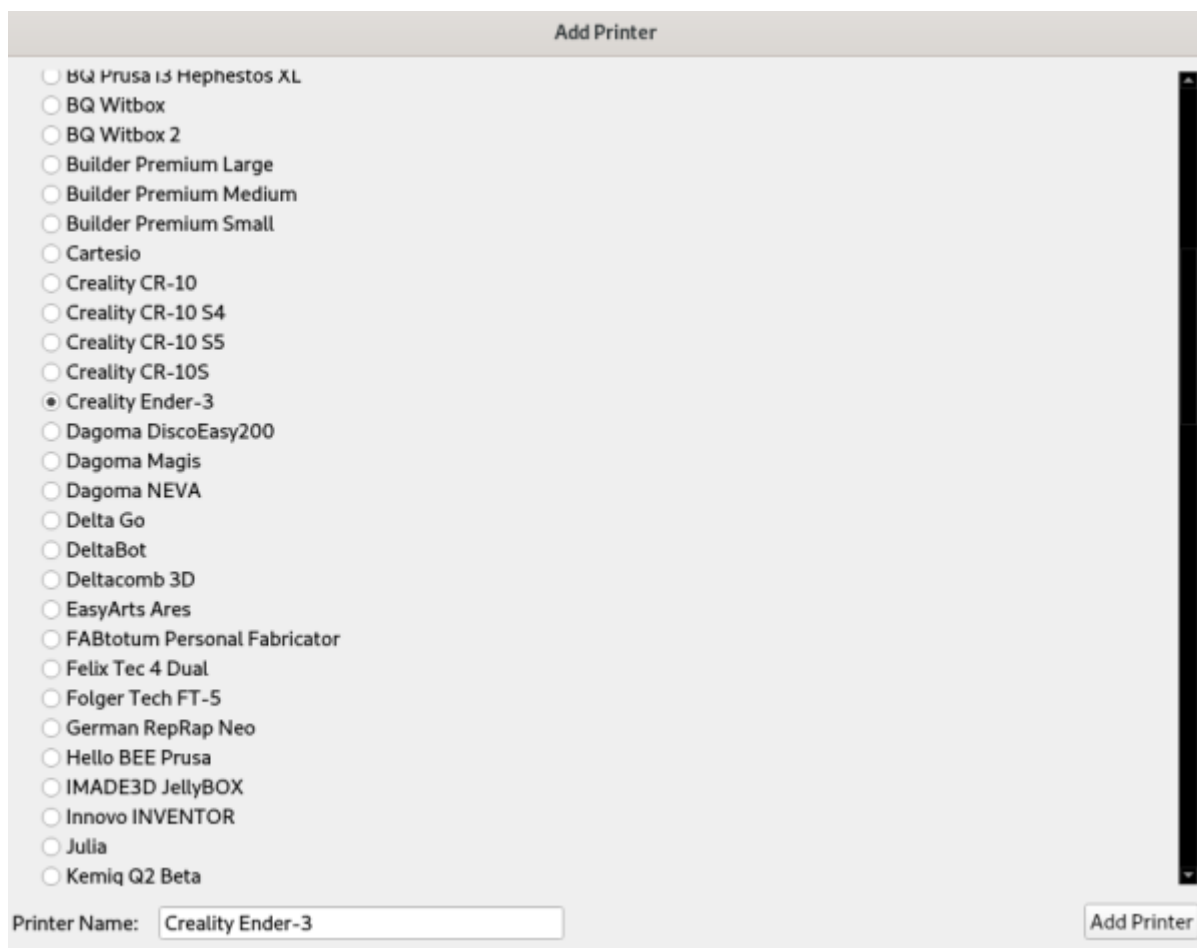 Add Printer
BQ Prusa i3 Hephestos XL
BQ Witbox
BQ Witbox 2
Builder Premium Large
Builder Premium Medium
Builder Premium Small
Cartesio
Creality CR-10
Creality CR-10 S4
Creality CR-10 S5
Creality CR-10S
Creality Ender-3
Dagoma DiscoEasy200
Dagoma Magis
Dagoma NEVA
Delta Go
DeltaBot
Deltacomb 3D
EasyArts Ares
FABtotum Personal Fabricator
Felix Tec 4 Dual
Folger Tech FT-5
German RepRap Neo
Hello BEE Prusa
IMADE3D JellyBOX
Innovo INVENTOR
Julia
Kemiq Q2 Beta
Printer Name: Creality Ender-3 Add Printer